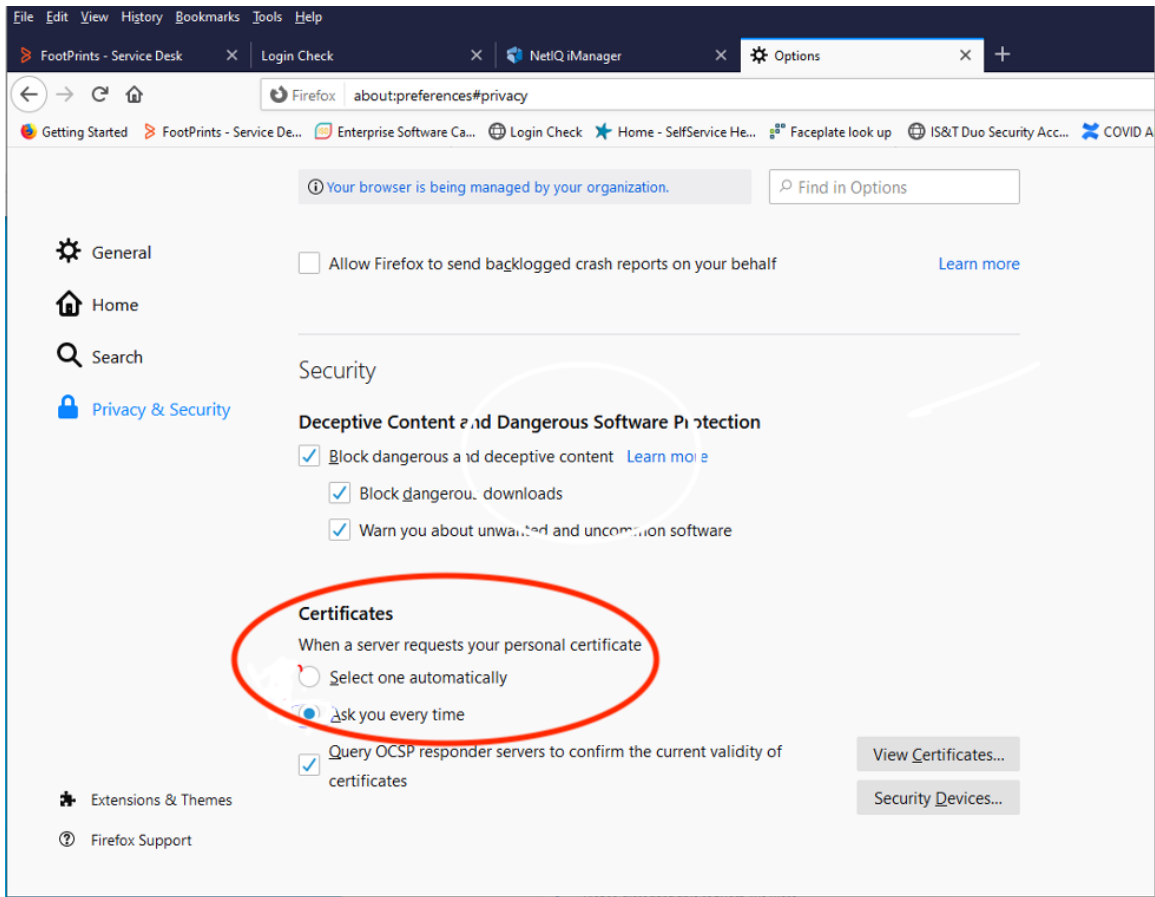 File Edit View History Bookmarks Tools Help
FootPrints - Service Desk Login Check NetIQ iManager Options
Firefox about:preferences#privacy
Getting Started FootPrints - Service De... Enterprise Software Ca... Login Check Home - SelfService He... Faceplate look up IS&T Duo Security Acc... COVID A
Your browser is being managed by your organization. Find in Options
General
Home
Search
Privacy & Security
Allow Firefox to send backlogged crash reports on your behalf Learn more
Security
Deceptive Content and Dangerous Software Protection
Block dangerous and deceptive content Learn more
Block dangerous downloads
Warn you about unwanted and uncommon software
Certificates
When a server requests your personal certificate
Select one automatically
Ask you every time
Query OCSP responder servers to confirm the current validity of
certificates
View Certificates...
Security Devices...
Extensions & Themes
Firefox Support